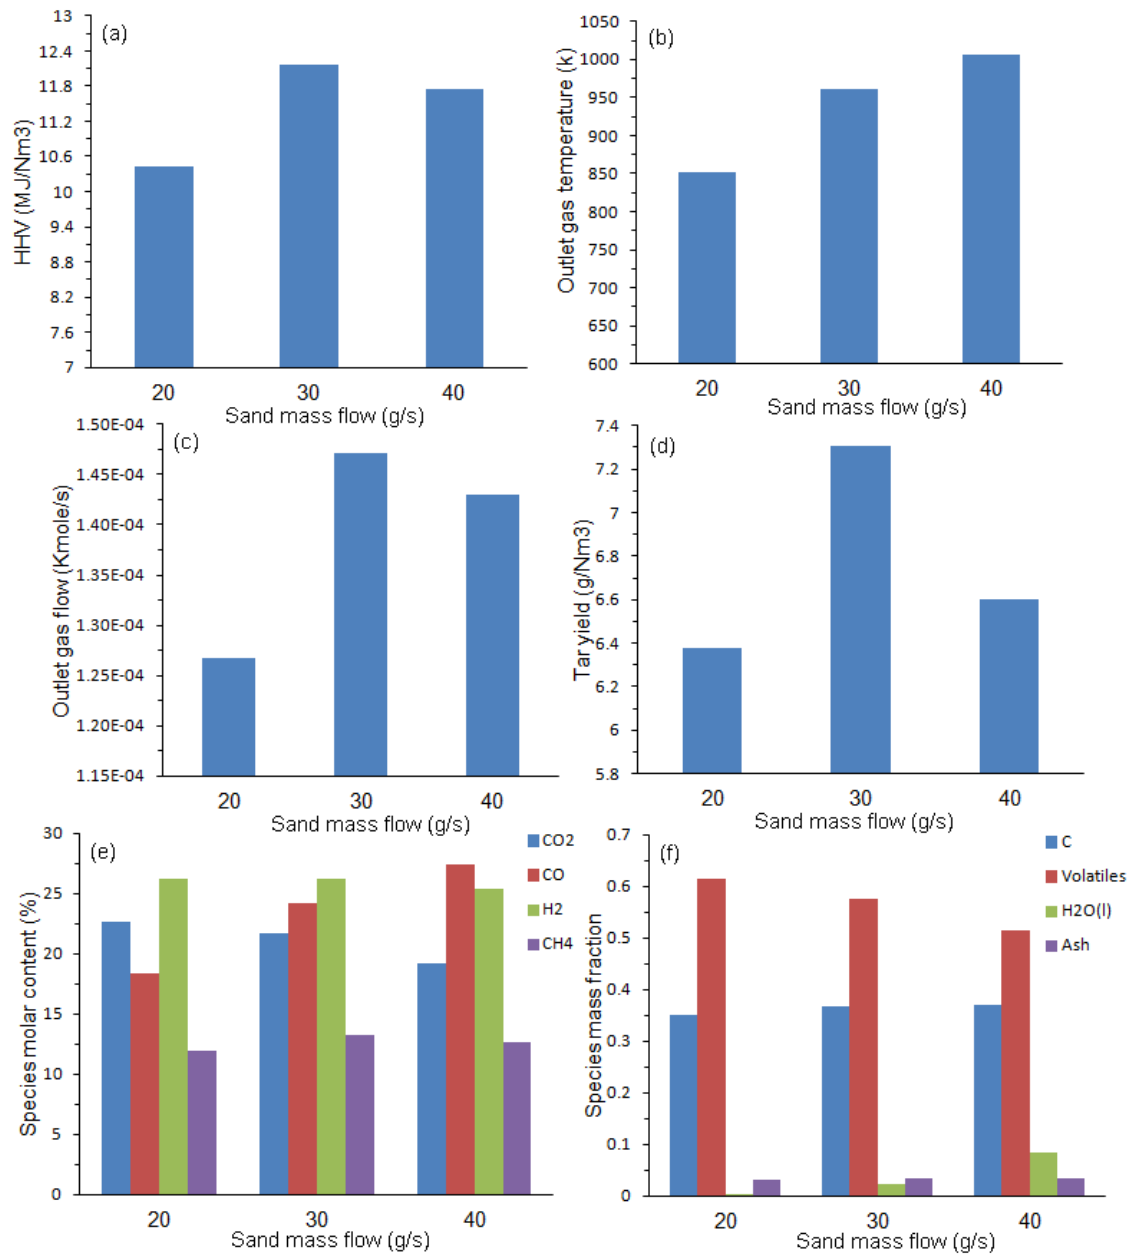 (a)
HHV (MJ/Nm3)
13
12.4
11.8
11.2
10.6
10
9.4
8.8
8.2
7.6
7
20 30 40
Sand mass flow (g/s)
(b)
Outlet gas temperature (k)
1050
1000
950
900
850
800
750
700
650
600
20 30 40
Sand mass flow (g/s)
(c)
Outlet gas flow (Kmole/s)
1.50E-04
1.45E-04
1.40E-04
1.35E-04
1.30E-04
1.25E-04
1.20E-04
1.15E-04
20 30 40
Sand mass flow (g/s)
(d)
Tar yield (g/Nm3)
7.4
7.2
7
6.8
6.6
6.4
6.2
6
5.8
20 30 40
Sand mass flow (g/s)
(e)
Species molar content (%)
30
25
20
15
10
5
0
CO2
CO
H2
CH4
20 30 40
Sand mass flow (g/s)
(f)
Species mass fraction
0.7
0.6
0.5
0.4
0.3
0.2
0.1
0
C
Volatiles
H2O(l)
Ash
20 30 40
Sand mass flow (g/s)